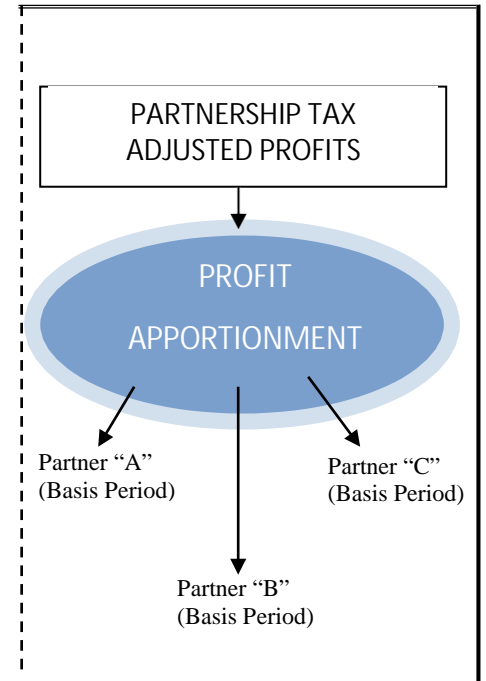 PARTNERSHIP TAX
ADJUSTED PROFITS
PROFIT
APPORTIONMENT
Partner “A”
(Basis Period)
Partner “C”
(Basis Period)
Partner “B”
(Basis Period)